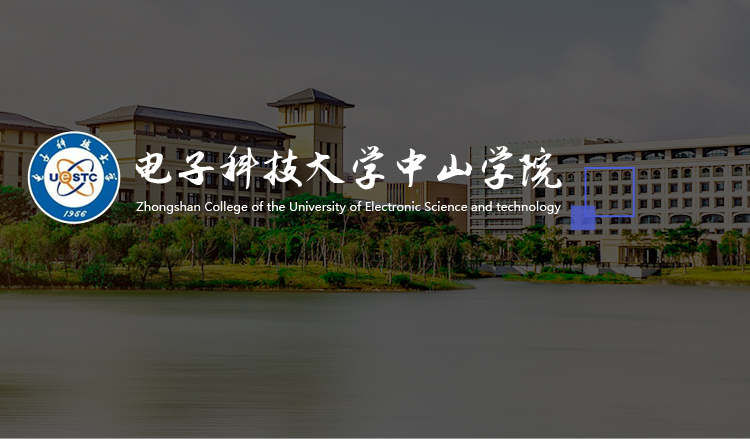 电子科技大学中山学院
Zhongshan College of the University of Electronic Science and technology
电子科技大学
UESTC
1956